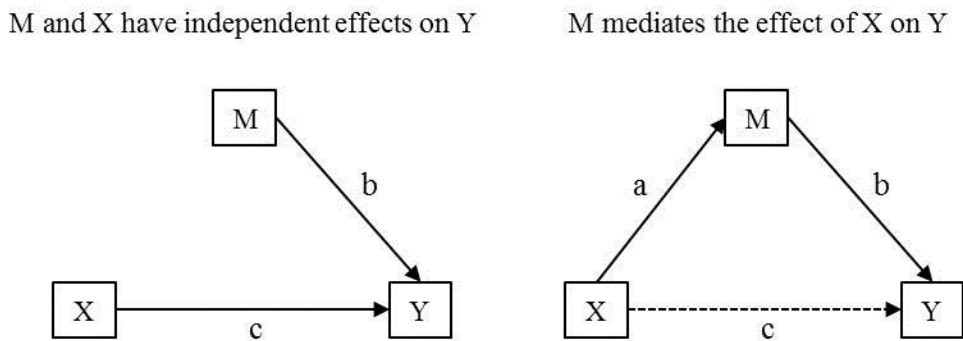 M and X have independent effects on Y
M
b
X
c
Y
M mediates the effect of X on Y
M
a
b
X
c
Y